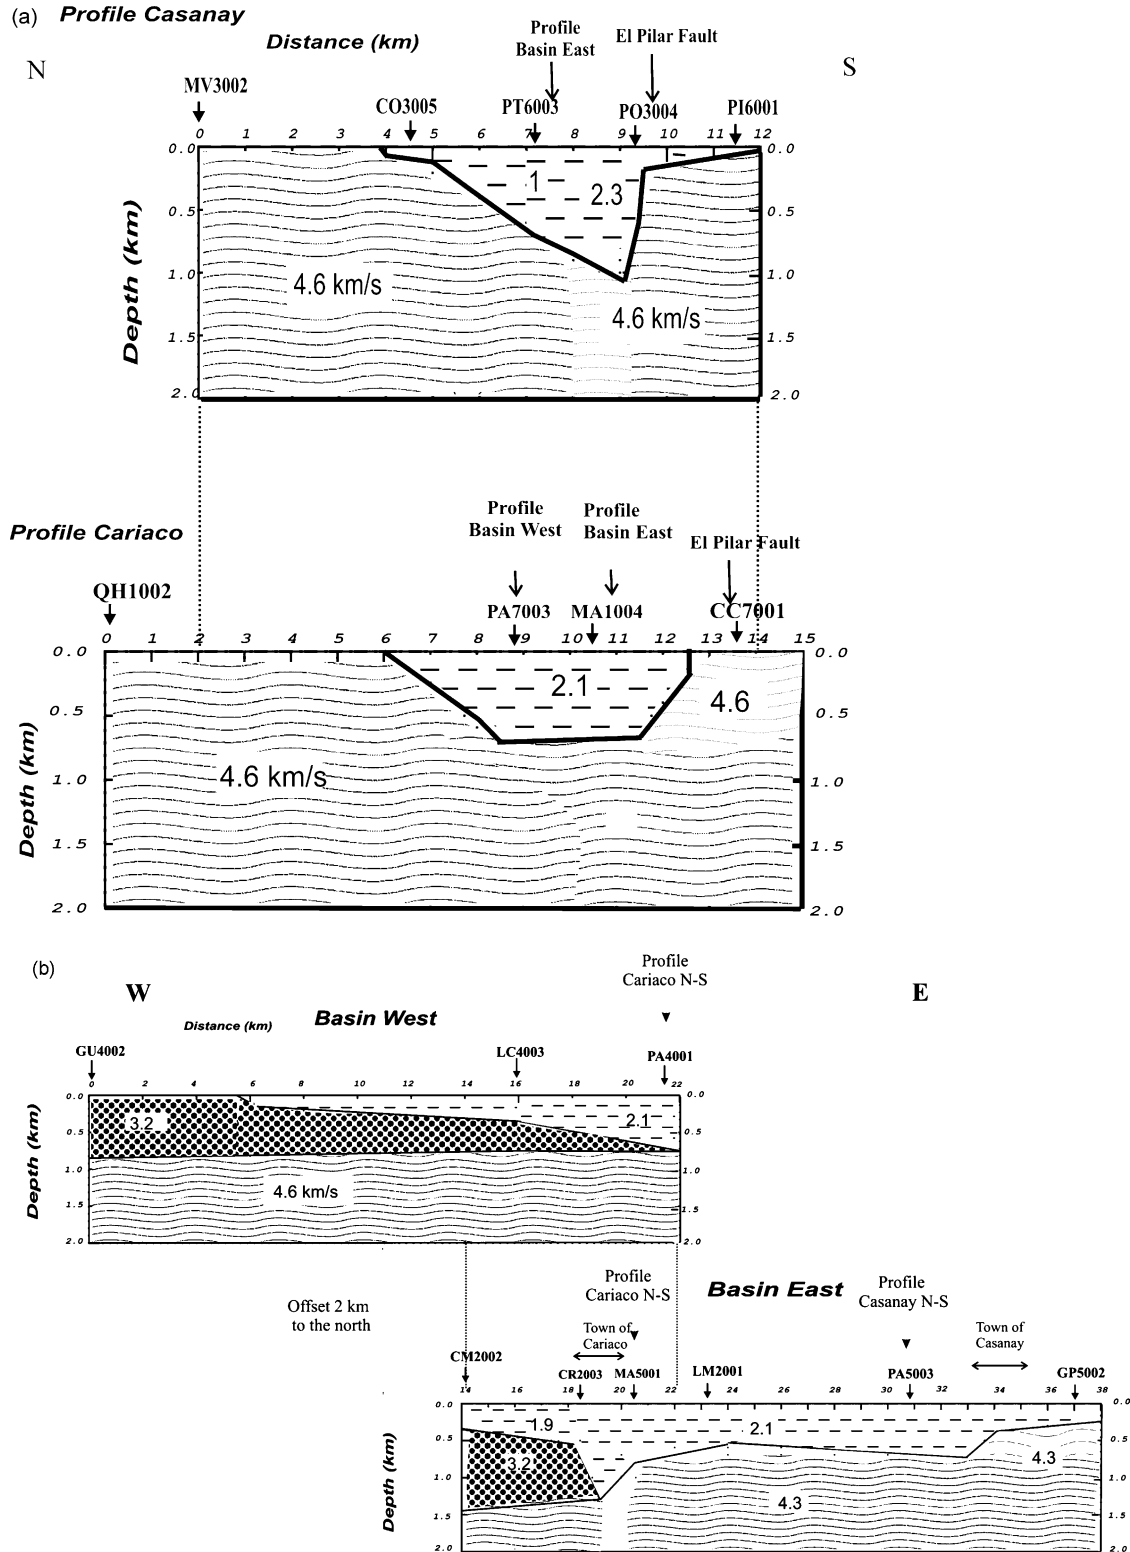 (a) Profile Casanay
Distance (km)
Profile
Basin East
El Pilar Fault
N
S
MV3002
CO3005
PT6003
PO3004
PI6001
0 1 2 3 4 5 6 7 8 9 10 11 12
0.0
0.5
1.0
1.5
2.0
0.0
0.5
1.0
1.5
2.0
Depth (km)
1
2.3
4.6 km/s
4.6 km/s
Profile Cariaco
Profile
Basin West
Profile
Basin East
El Pilar Fault
QH1002
PA7003
MA1004
CC7001
0 1 2 3 4 5 6 7 8 9 10 11 12 13 14 15
0.0
0.5
1.0
1.5
2.0
0.0
0.5
1.0
1.5
2.0
Depth (km)
2.1
4.6
4.6 km/s
(b)
Profile
Cariaco N-S
W
E
Distance (km)
Basin West
GU4002
LC4003
PA4001
0 2 4 6 8 10 12 14 16 18 20 22
0.0
0.5
1.0
1.5
2.0
0.0
0.5
1.0
1.5
2.0
Depth (km)
3.2
2.1
4.6 km/s
Offset 2 km
to the north
Profile
Cariaco N-S
Basin East
Profile
Casanay N-S
Town of
Cariaco
Town of
Casanay
CM2002
CR2003
MA5001
LM2001
PA5003
GP5002
14 16 18 20 22 24 26 28 30 32 34 36 38
0.0
0.5
1.0
1.5
2.0
0.0
0.5
1.0
1.5
2.0
Depth (km)
1.9
2.1
3.2
4.3
4.3